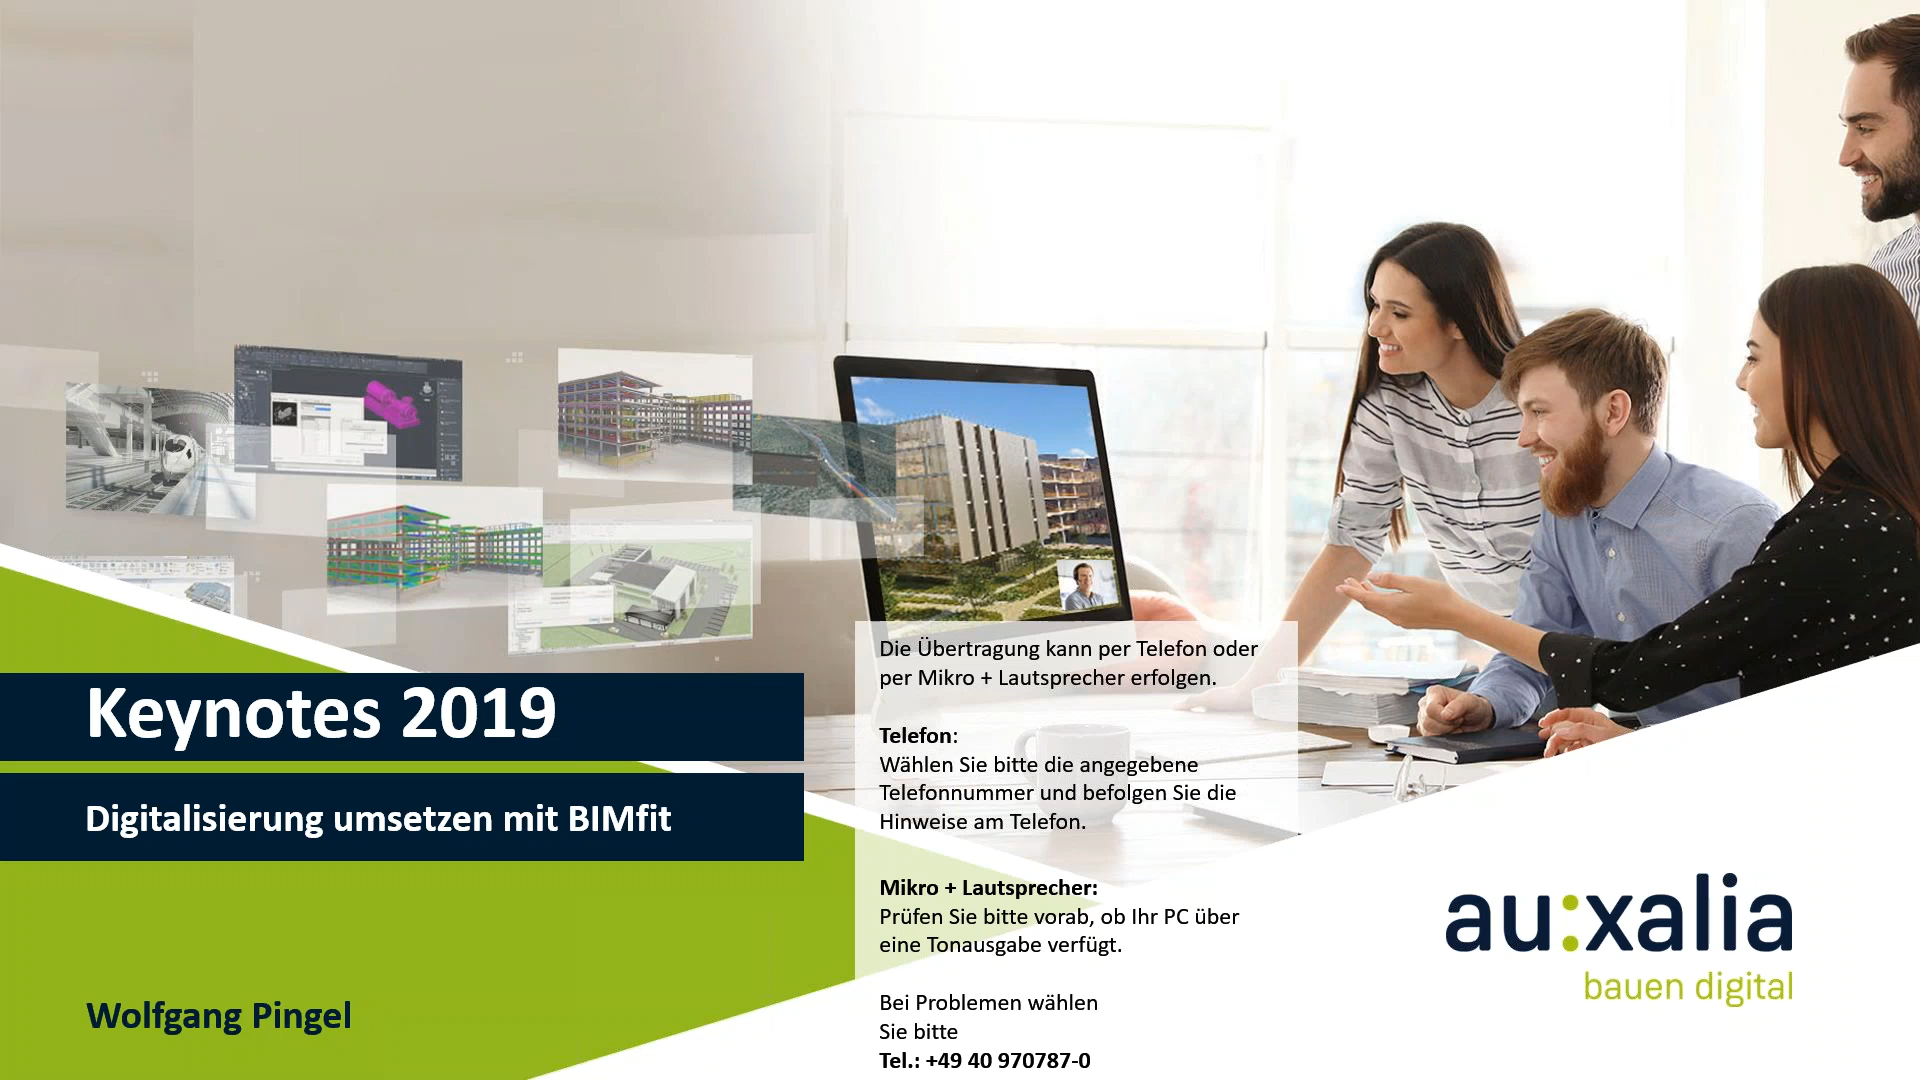 Keynotes 2019
Digitalisierung umsetzen mit BIMfit
Wolfgang Pingel
Die Übertragung kann per Telefon oder
per Mikro + Lautsprecher erfolgen.
Telefon:
Wählen Sie bitte die angegebene
Telefonnummer und befolgen Sie die
Hinweise am Telefon.
Mikro + Lautsprecher:
Prüfen Sie bitte vorab, ob Ihr PC über
eine Tonausgabe verfügt.
Bei Problemen wählen
Sie bitte
Tel.: +49 40 970787-0
au:xalia
bauen digital